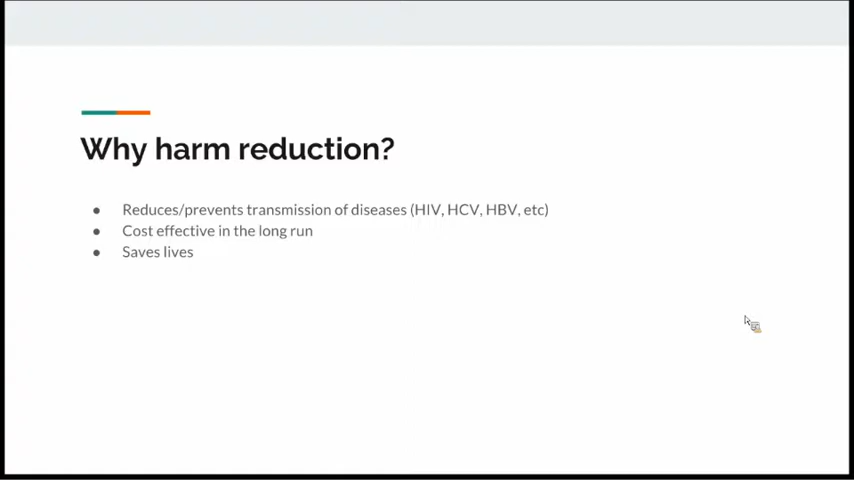 Why harm reduction?
● Reduces/prevents transmission of diseases (HIV, HCV, HBV, etc)
● Cost effective in the long run
● Saves lives